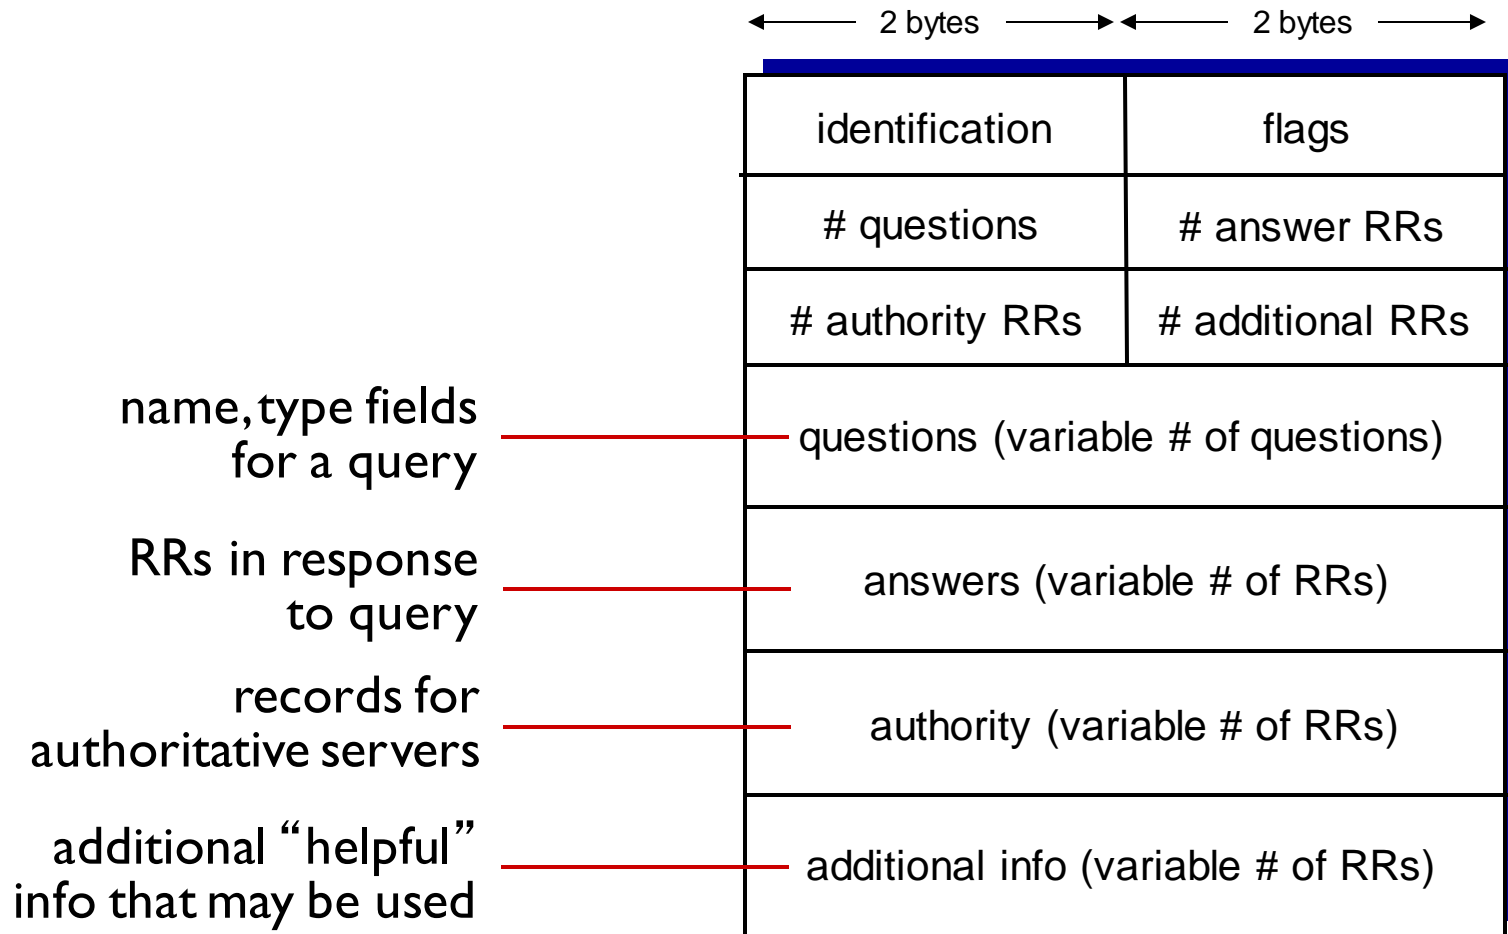 2 bytes 2 bytes
identification flags
# questions # answer RRs
# authority RRs # additional RRs
name, type fields
for a query
questions (variable # of questions)
RRs in response
to query
answers (variable # of RRs)
records for
authoritative servers
authority (variable # of RRs)
additional “helpful”
info that may be used
additional info (variable # of RRs)